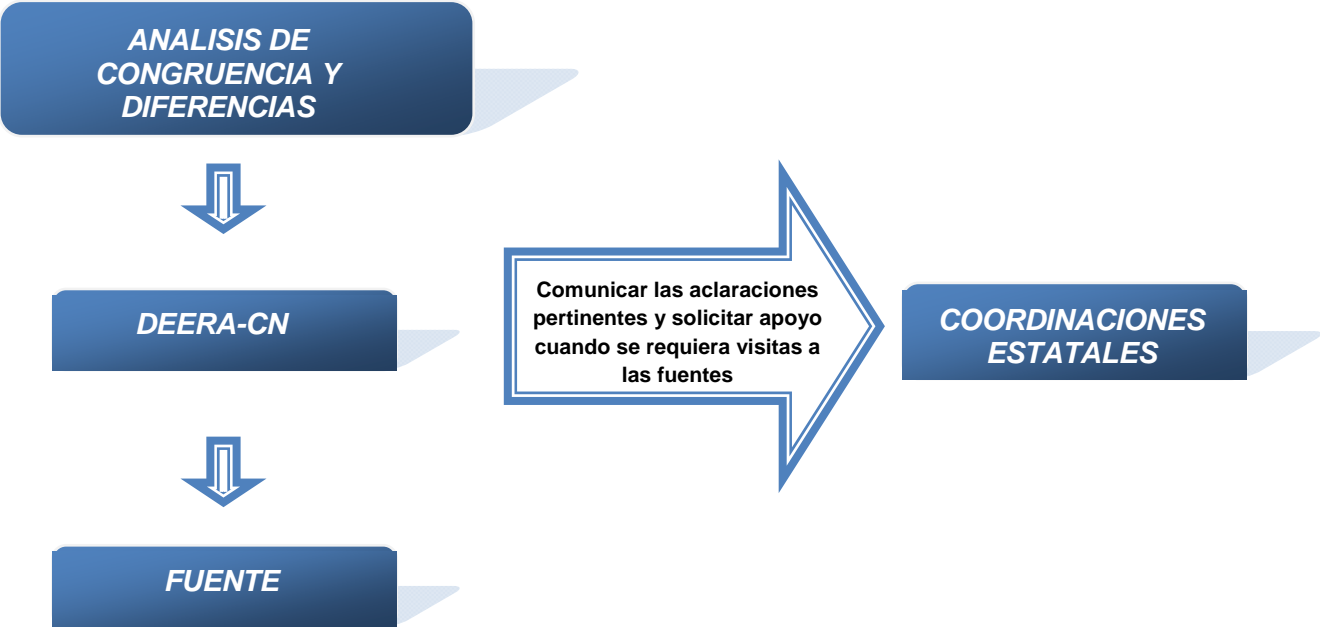 ANALISIS DE
CONGRUENCIA Y
DIFERENCIAS
DEERA-CN
Comunicar las aclaraciones
pertinentes y solicitar apoyo
cuando se requiera visitas a
las fuentes
COORDINACIONES
ESTATALES
FUENTE